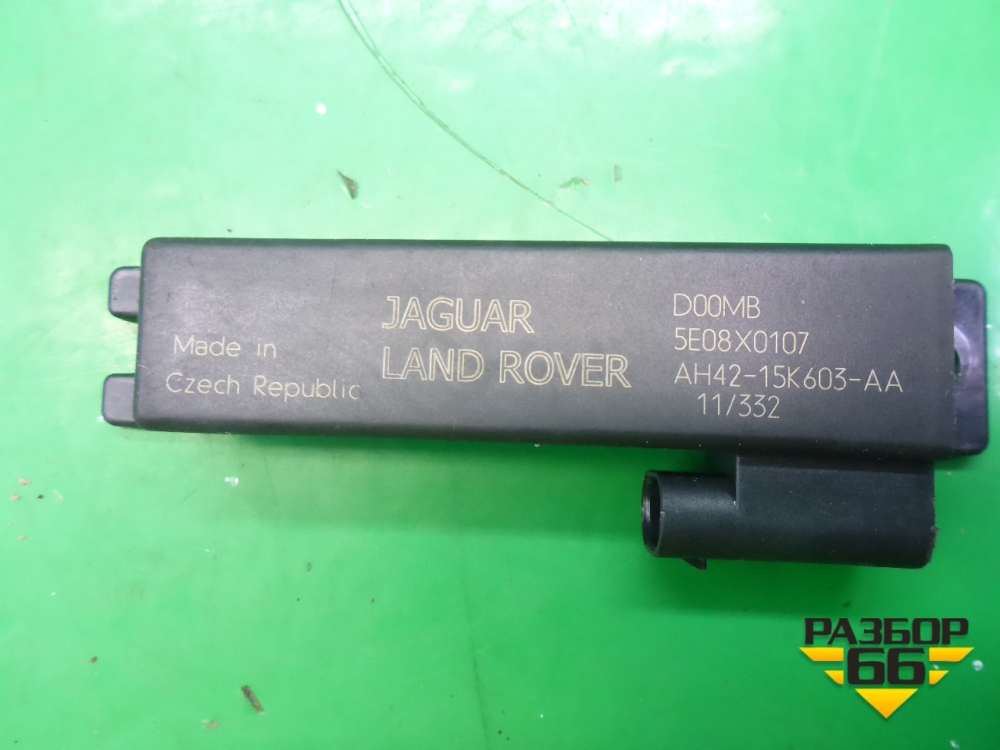 Made in
Czech Republic
JAGUAR
LAND ROVER
D00MB
5E08X0107
AH42-15K603-AA
11/332
РАЗБОР
66